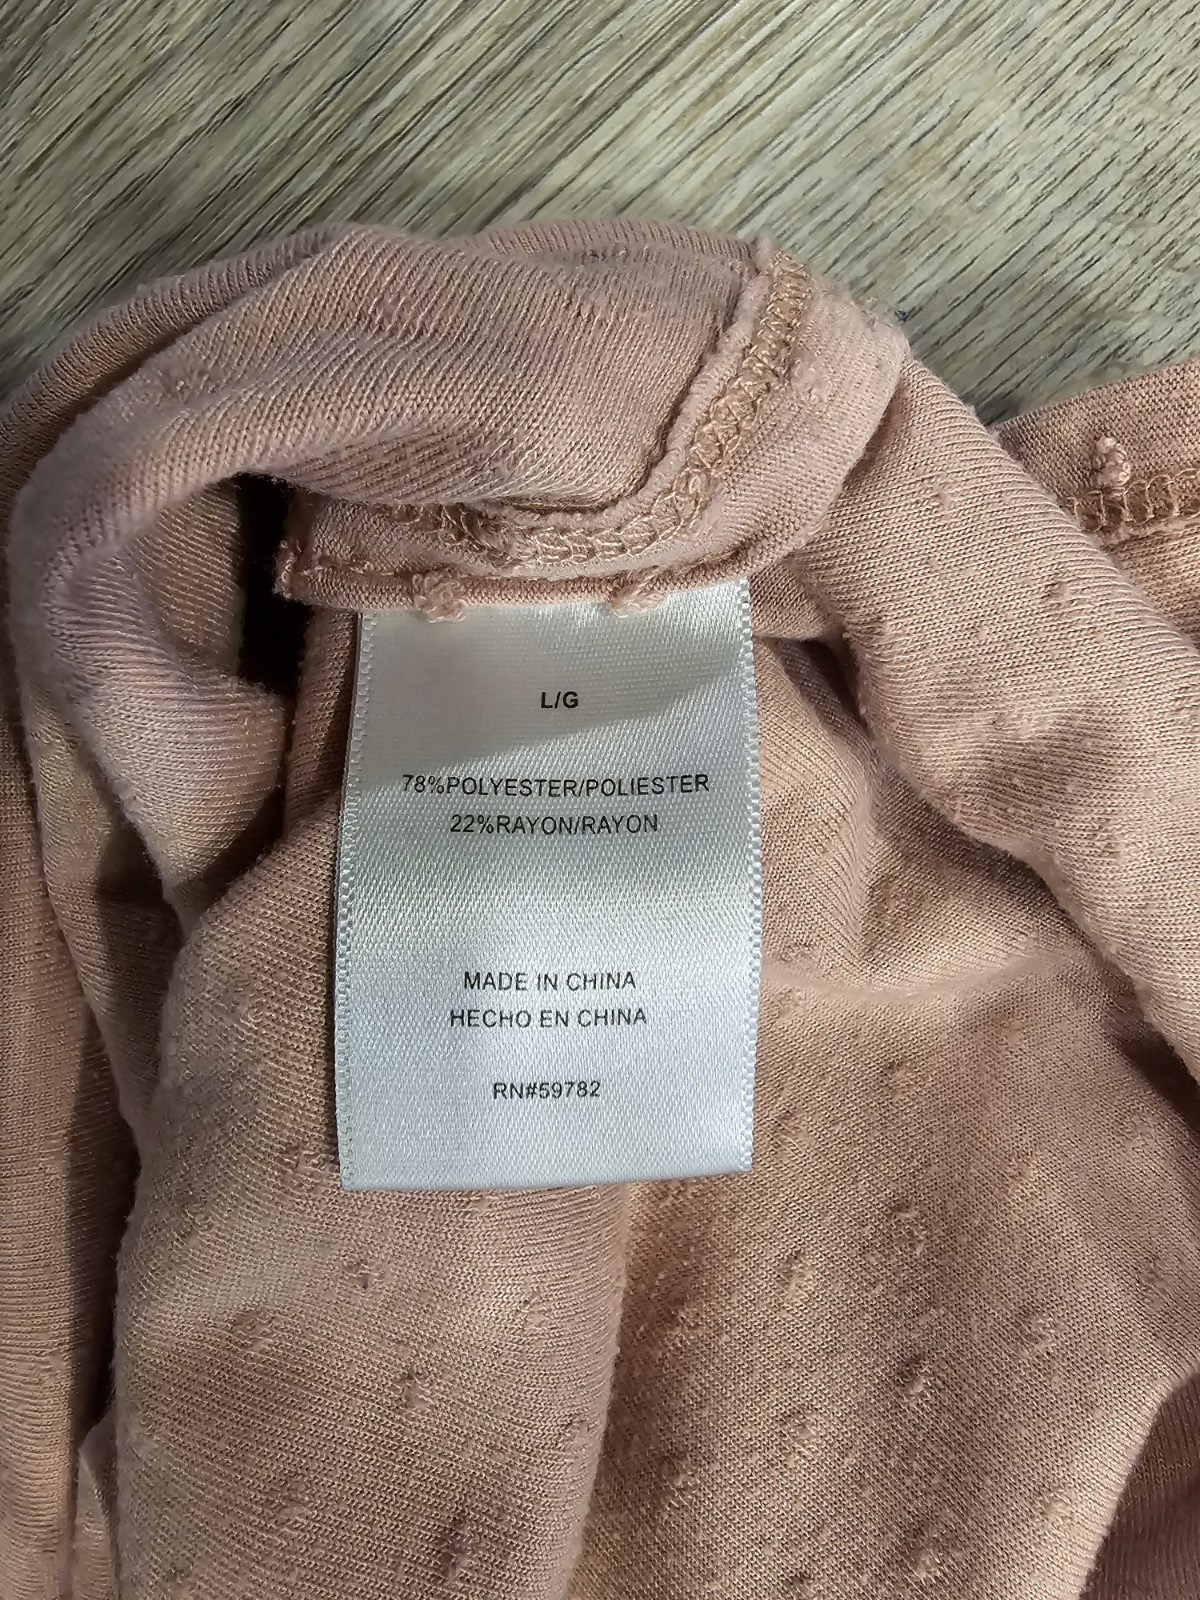 L/G
78%POLYESTER/POLIESTER
22%RAYON/RAYON
MADE IN CHINA
HECHO EN CHINA
RN#59782